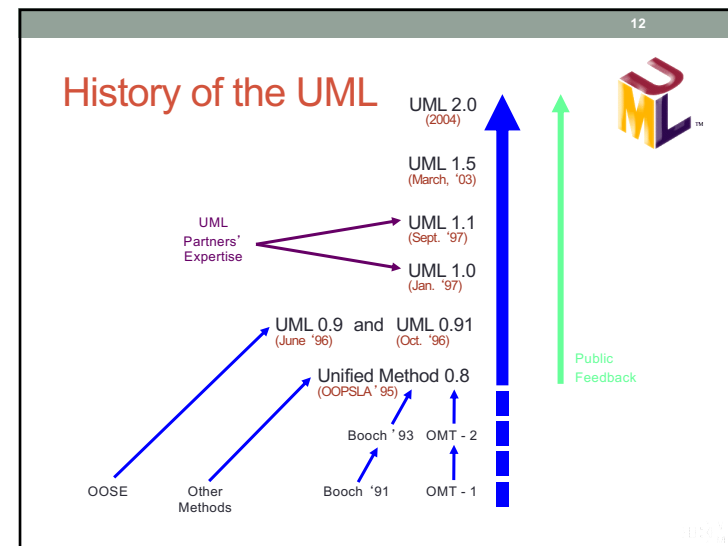 12
History of the UML
UML 2.0
(2004)
UML
™
UML 1.5
(March, ‘03)
UML
Partners’
Expertise
UML 1.1
(Sept. ‘97)
UML 1.0
(Jan. ‘97)
UML 0.9 and UML 0.91
(June ‘96) (Oct. ‘96)
Public
Feedback
Unified Method 0.8
(OOPSLA ’95)
Booch ’93 OMT - 2
OOSE
Other
Methods
Booch ‘91 OMT - 1